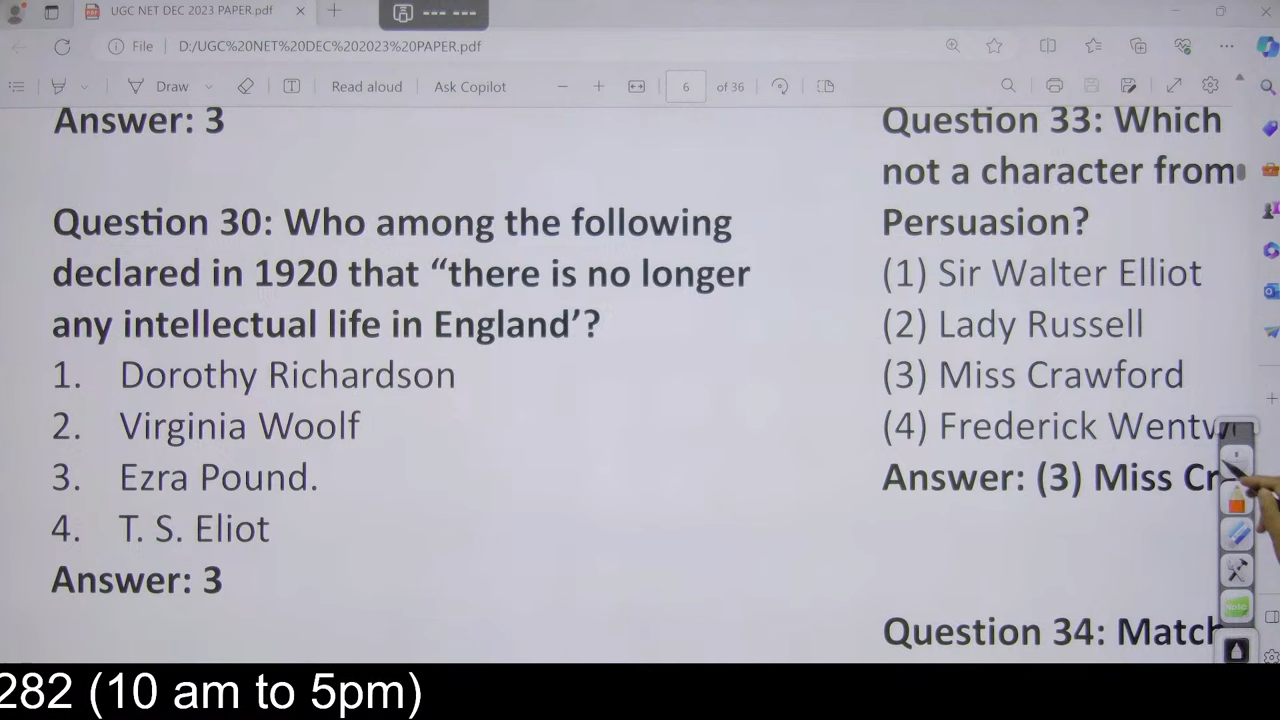 UGC NET DEC 2023 PAPER.pdf
File D:/UGC%20NET%20DEC%202023%20PAPER.pdf
Draw Read aloud Ask Copilot 6 of 36
Answer: 3
Question 30: Who among the following
declared in 1920 that “there is no longer
any intellectual life in England’?
1. Dorothy Richardson
2. Virginia Woolf
3. Ezra Pound.
4. T. S. Eliot
Answer: 3
Question 33: Which
not a character from
Persuasion?
(1) Sir Walter Elliot
(2) Lady Russell
(3) Miss Crawford
(4) Frederick
Answer: (3) Miss
Question 34: Match
282 (10 am to 5pm)